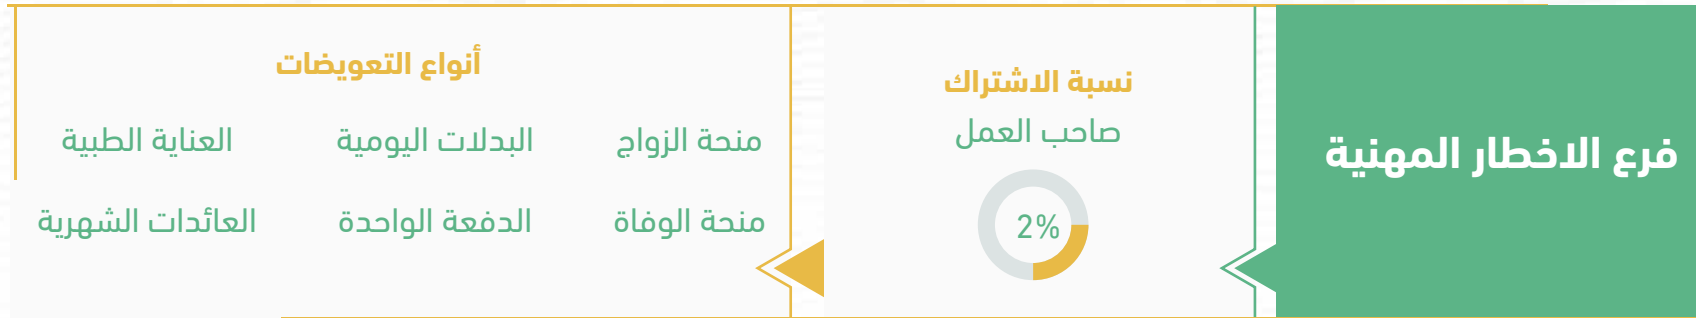 فرع الاخطار المهنية
نسبة الاشتراك
صاحب العمل
2%
أنواع التعويضات
منحة الزواج
البدلات اليومية
العناية الطبية
منحة الوفاة
الدفعة الواحدة
العائدات الشهرية